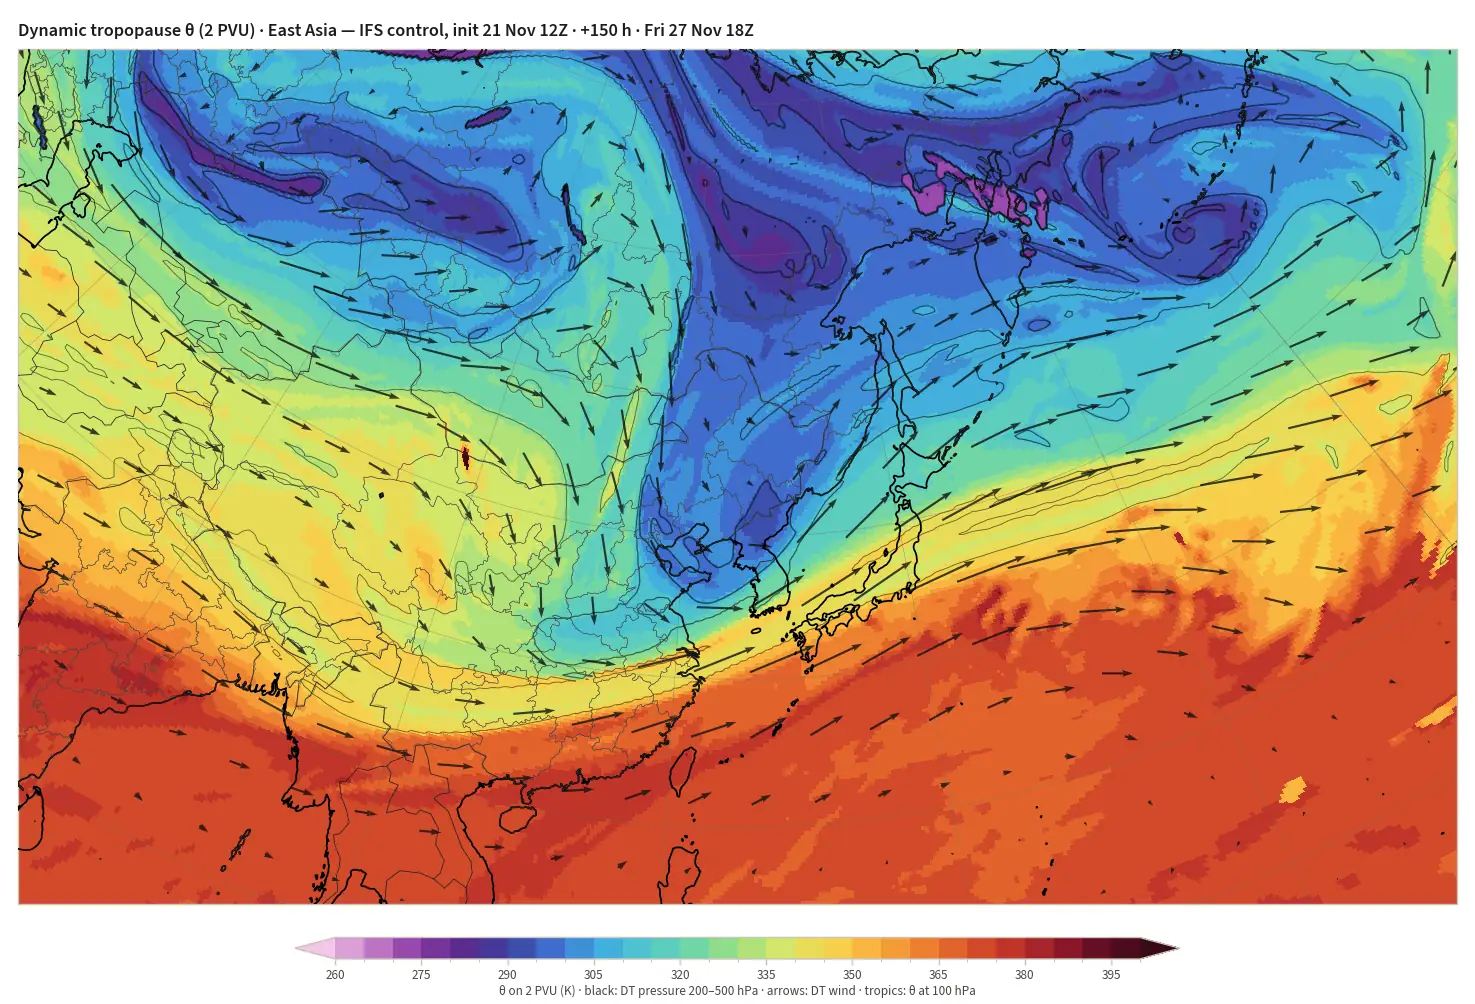 Dynamic tropopause θ (2 PVU) · East Asia — IFS control, init 21 Nov 12Z · +150 h · Fri 27 Nov 18Z
260 275 290 305 320 335 350 365 380 395
θ on 2 PVU (K) · black: DT pressure 200–500 hPa · arrows: DT wind · tropics: θ at 100 hPa